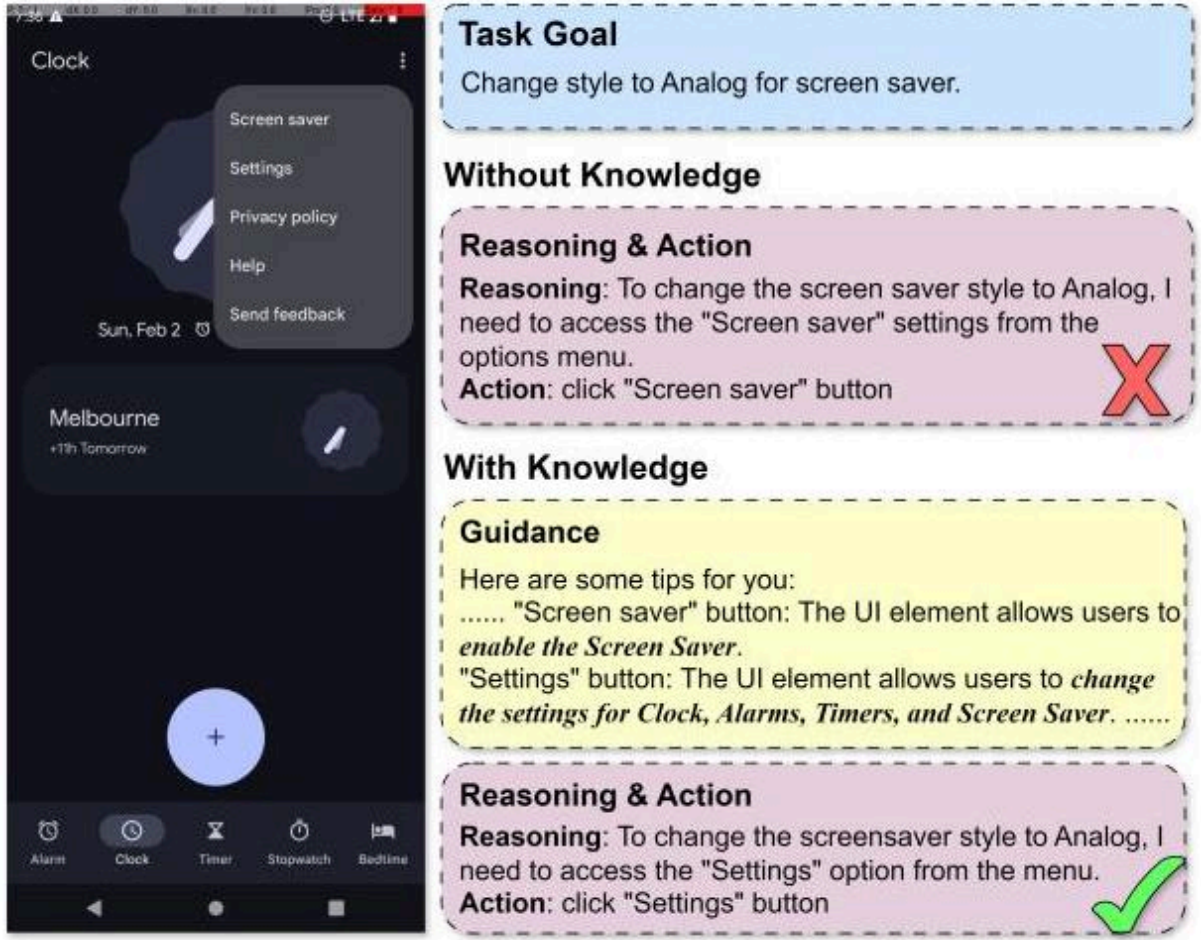 7:36
LTE
Clock
Screen saver
Settings
Privacy policy
Help
Send feedback
Sun, Feb 2
Melbourne
+11h Tomorrow
+
Alarm
Clock
Timer
Stopwatch
Bedtime
Task Goal
Change style to Analog for screen saver.
Without Knowledge
Reasoning & Action
Reasoning: To change the screen saver style to Analog, I
need to access the "Screen saver" settings from the
options menu.
Action: click "Screen saver" button
X
With Knowledge
Guidance
Here are some tips for you:
...... "Screen saver" button: The UI element allows users to
enable the Screen Saver.
"Settings" button: The UI element allows users to change
the settings for Clock, Alarms, Timers, and Screen Saver. ......
Reasoning & Action
Reasoning: To change the screensaver style to Analog, I
need to access the "Settings" option from the menu.
Action: click "Settings" button